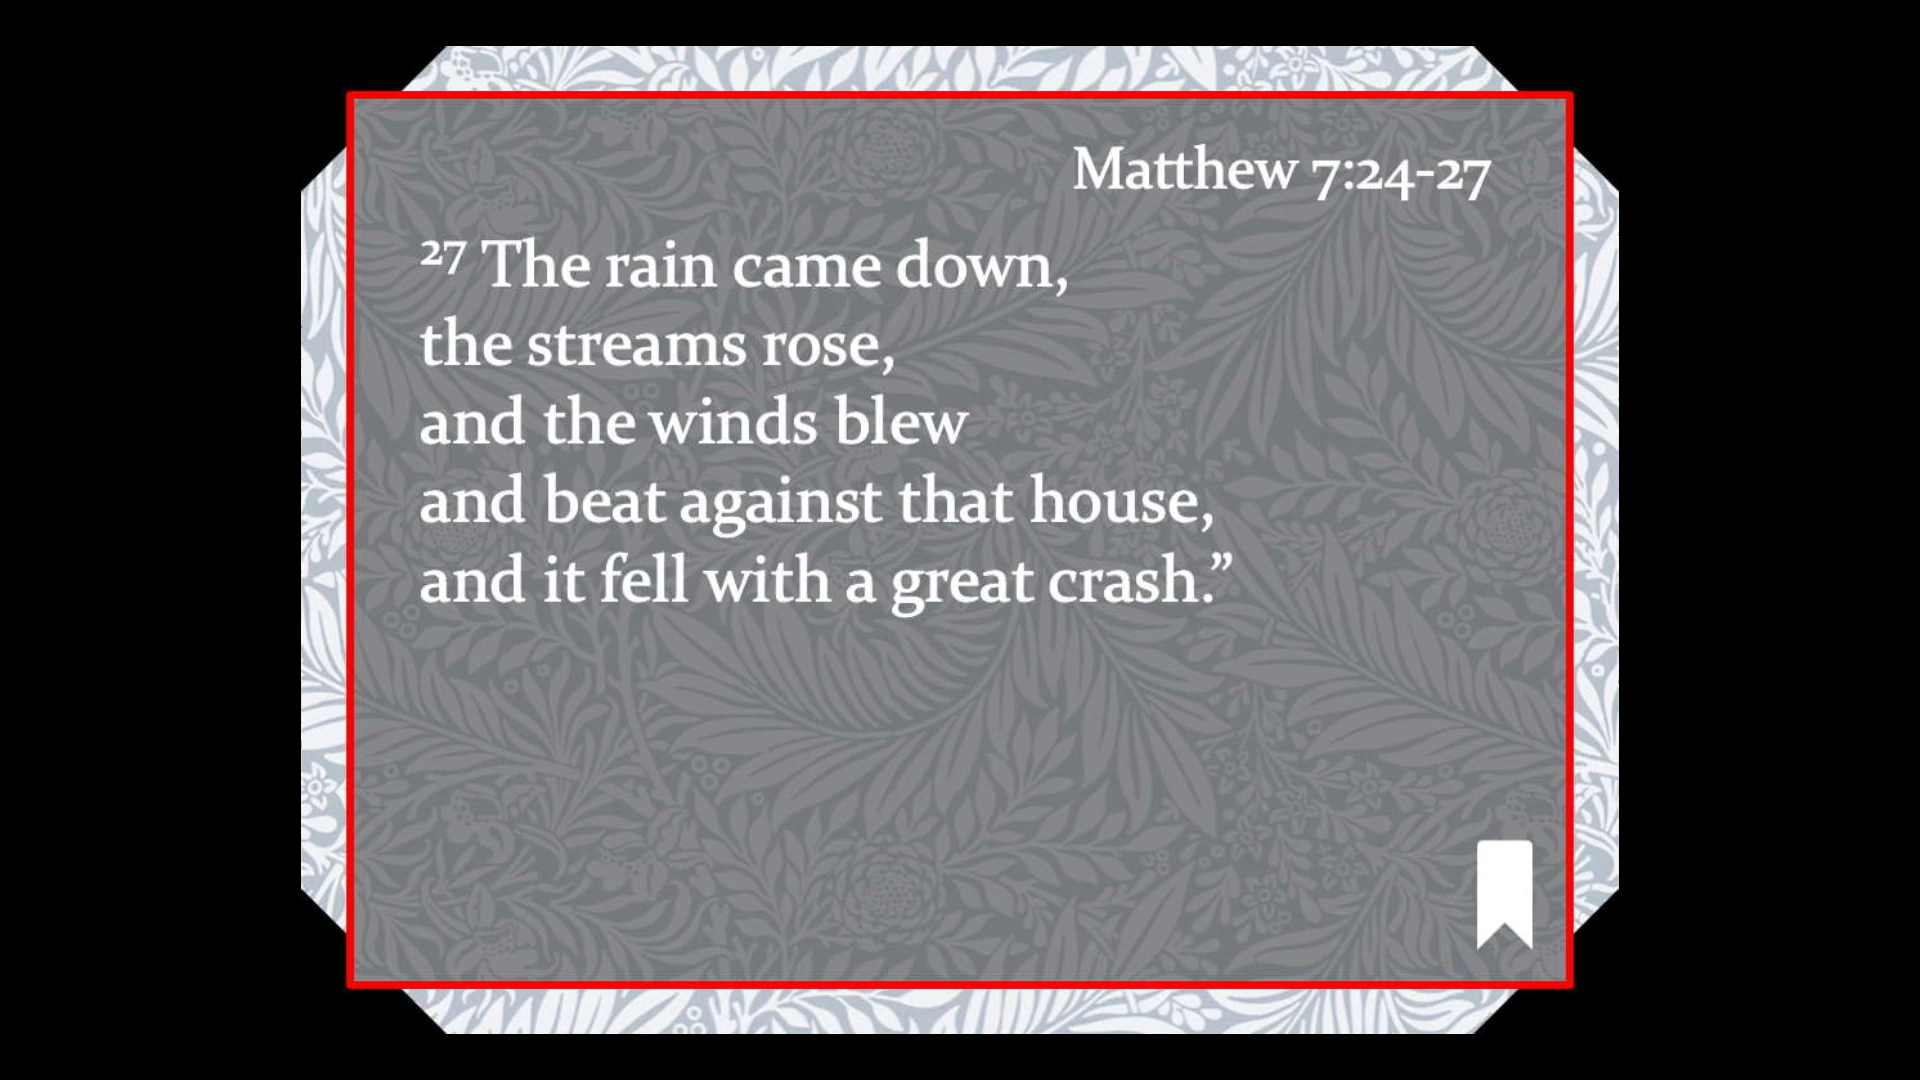 Matthew 7:24-27
27 The rain came down,
the streams rose,
and the winds blew
and beat against that house,
and it fell with a great crash.”